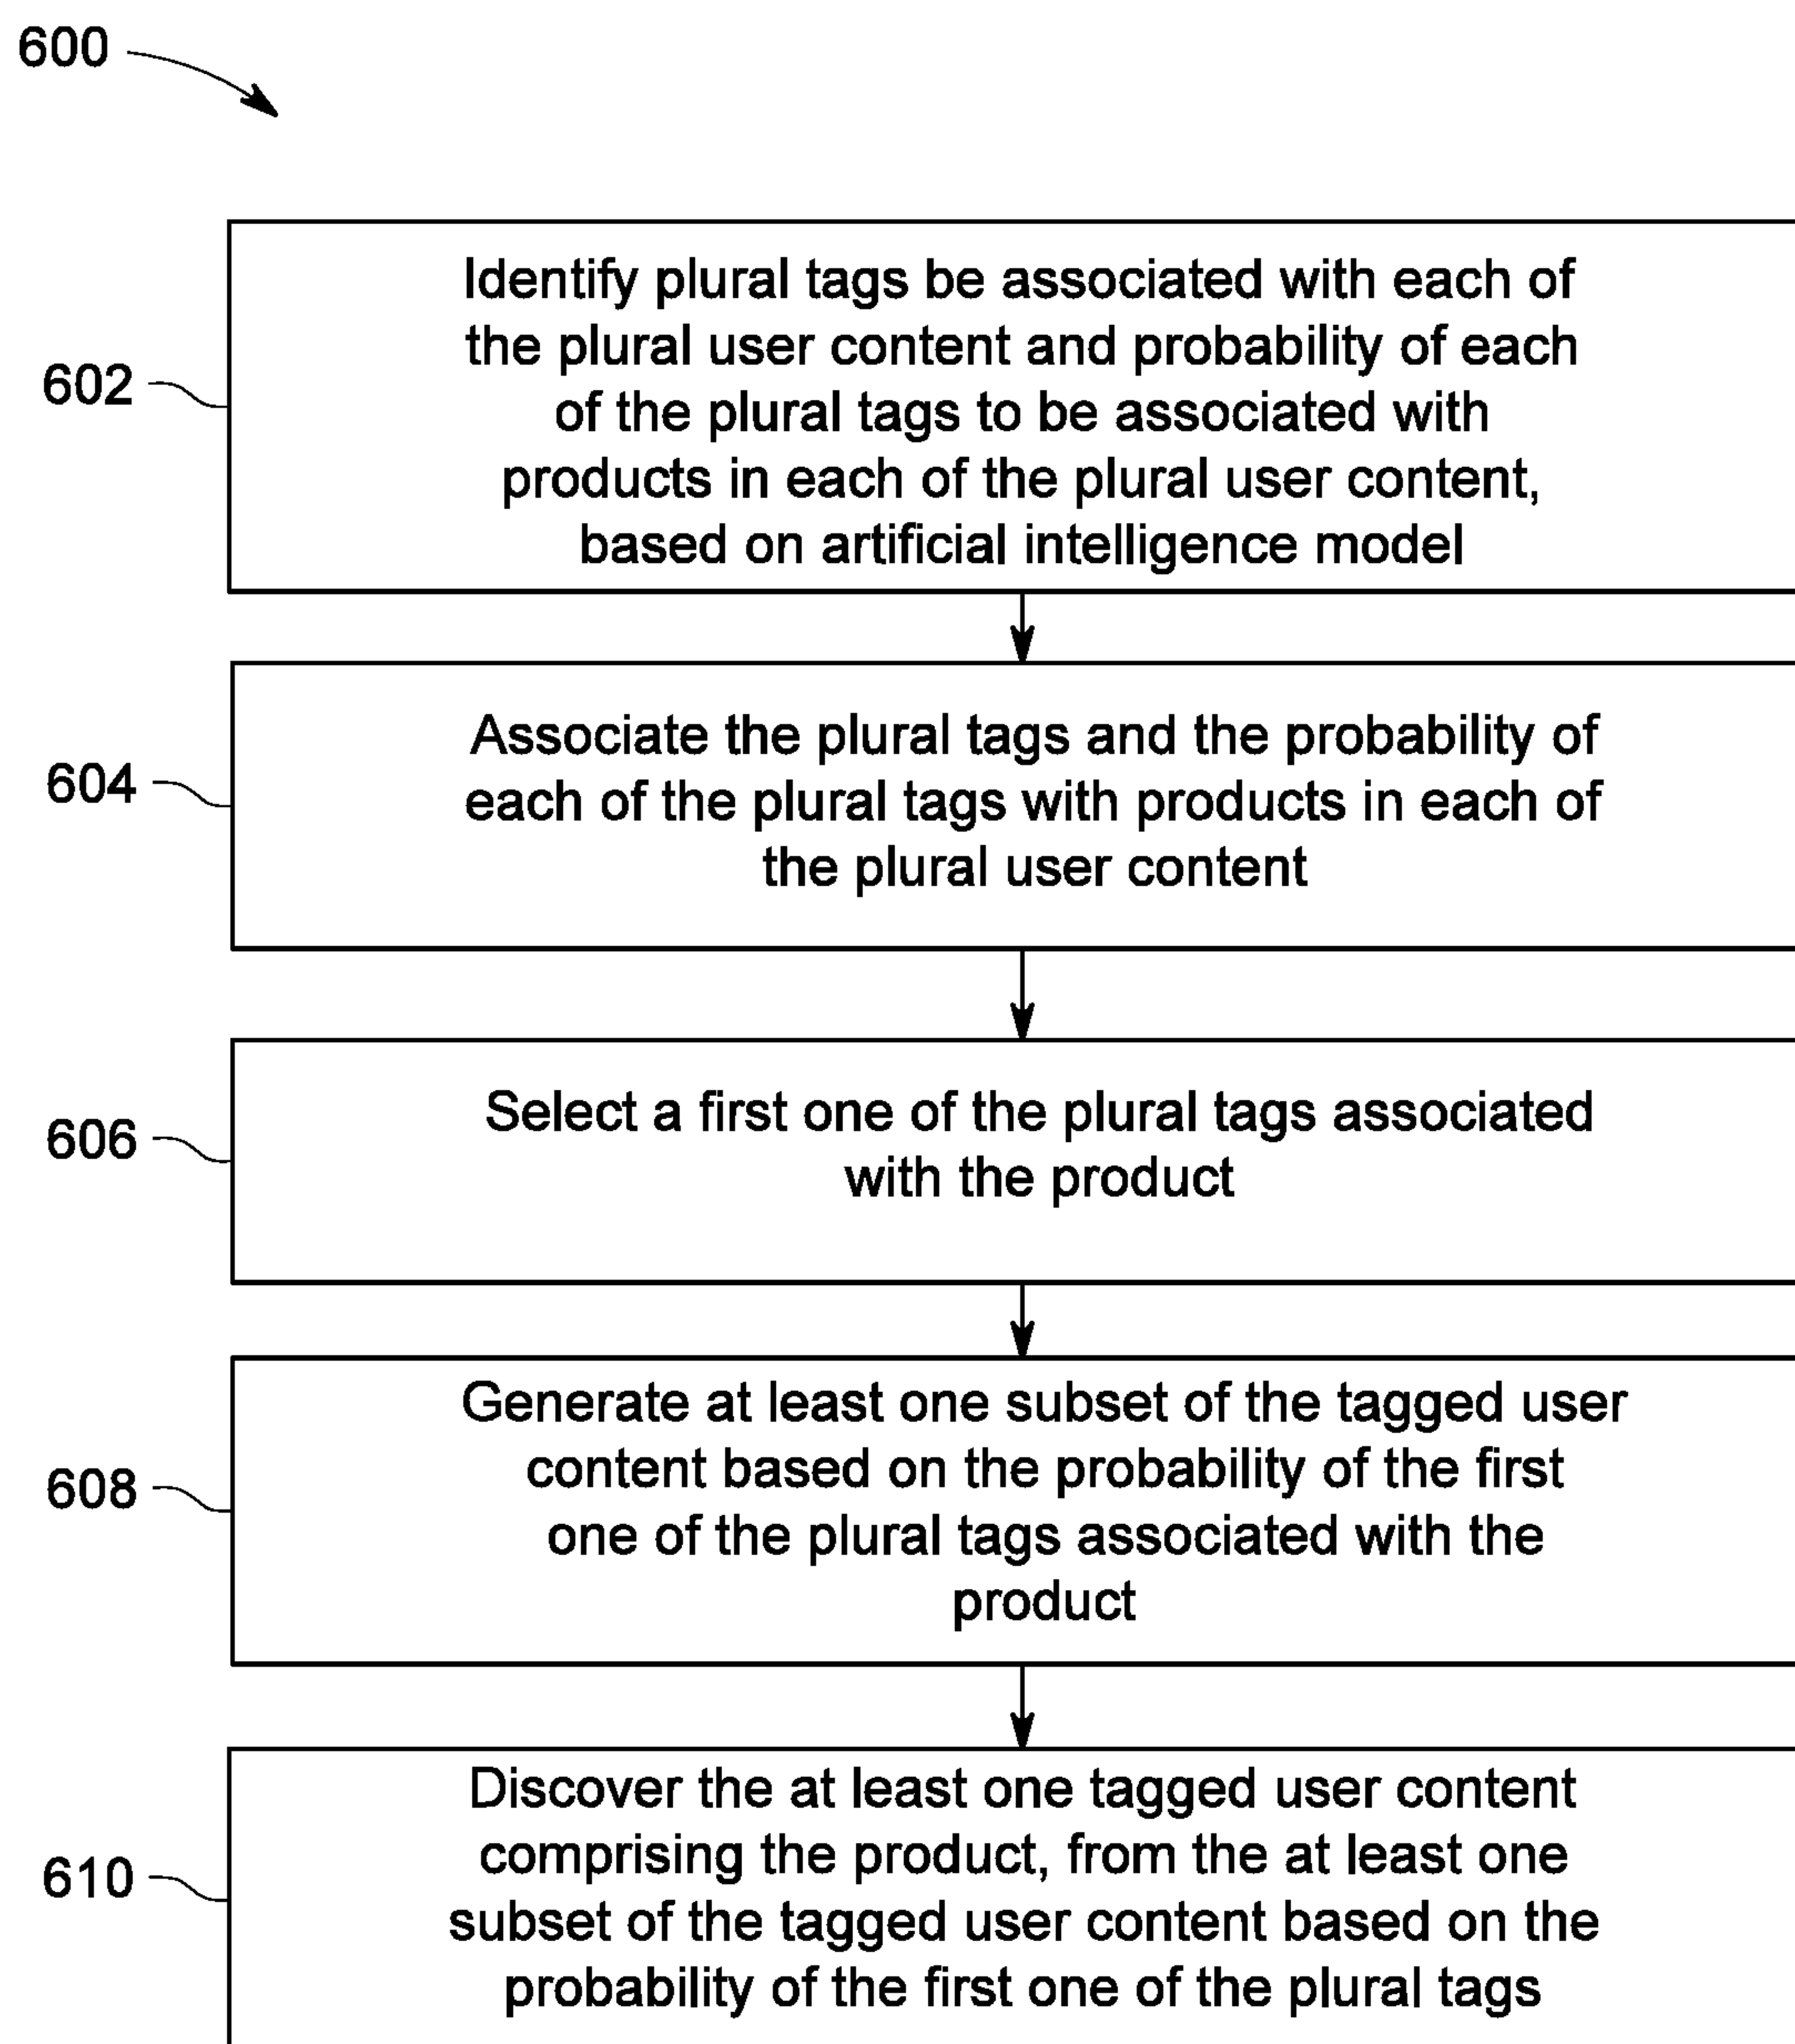 600
602
Identify plural tags be associated with each of
the plural user content and probability of each
of the plural tags to be associated with
products in each of the plural user content,
based on artificial intelligence model
604
Associate the plural tags and the probability of
each of the plural tags with products in each of
the plural user content
606
Select a first one of the plural tags associated
with the product
608
Generate at least one subset of the tagged user
content based on the probability of the first
one of the plural tags associated with the
product
610
Discover the at least one tagged user content
comprising the product, from the at least one
subset of the tagged user content based on the
probability of the first one of the plural tags